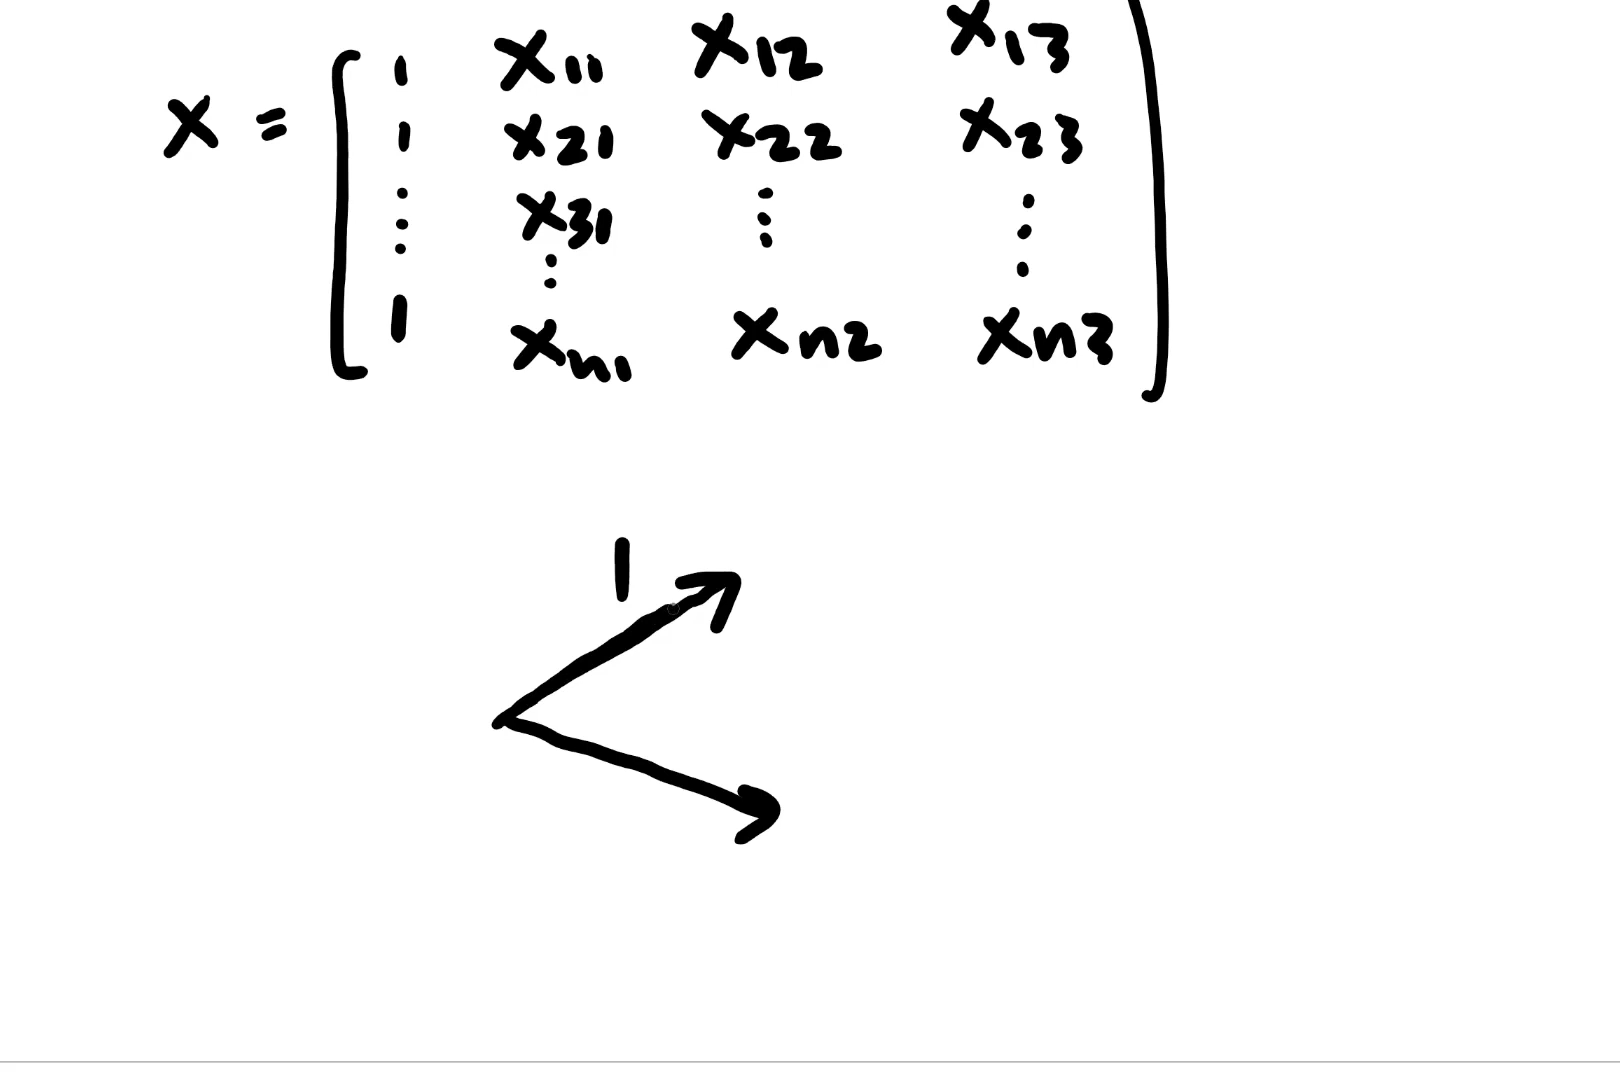 X = [ 1 x11 x12 x13 ]
1 x21 x22 x23
⋮ x31 ⋮ ⋮
⋮
1 xn1 xn2 xn3
1